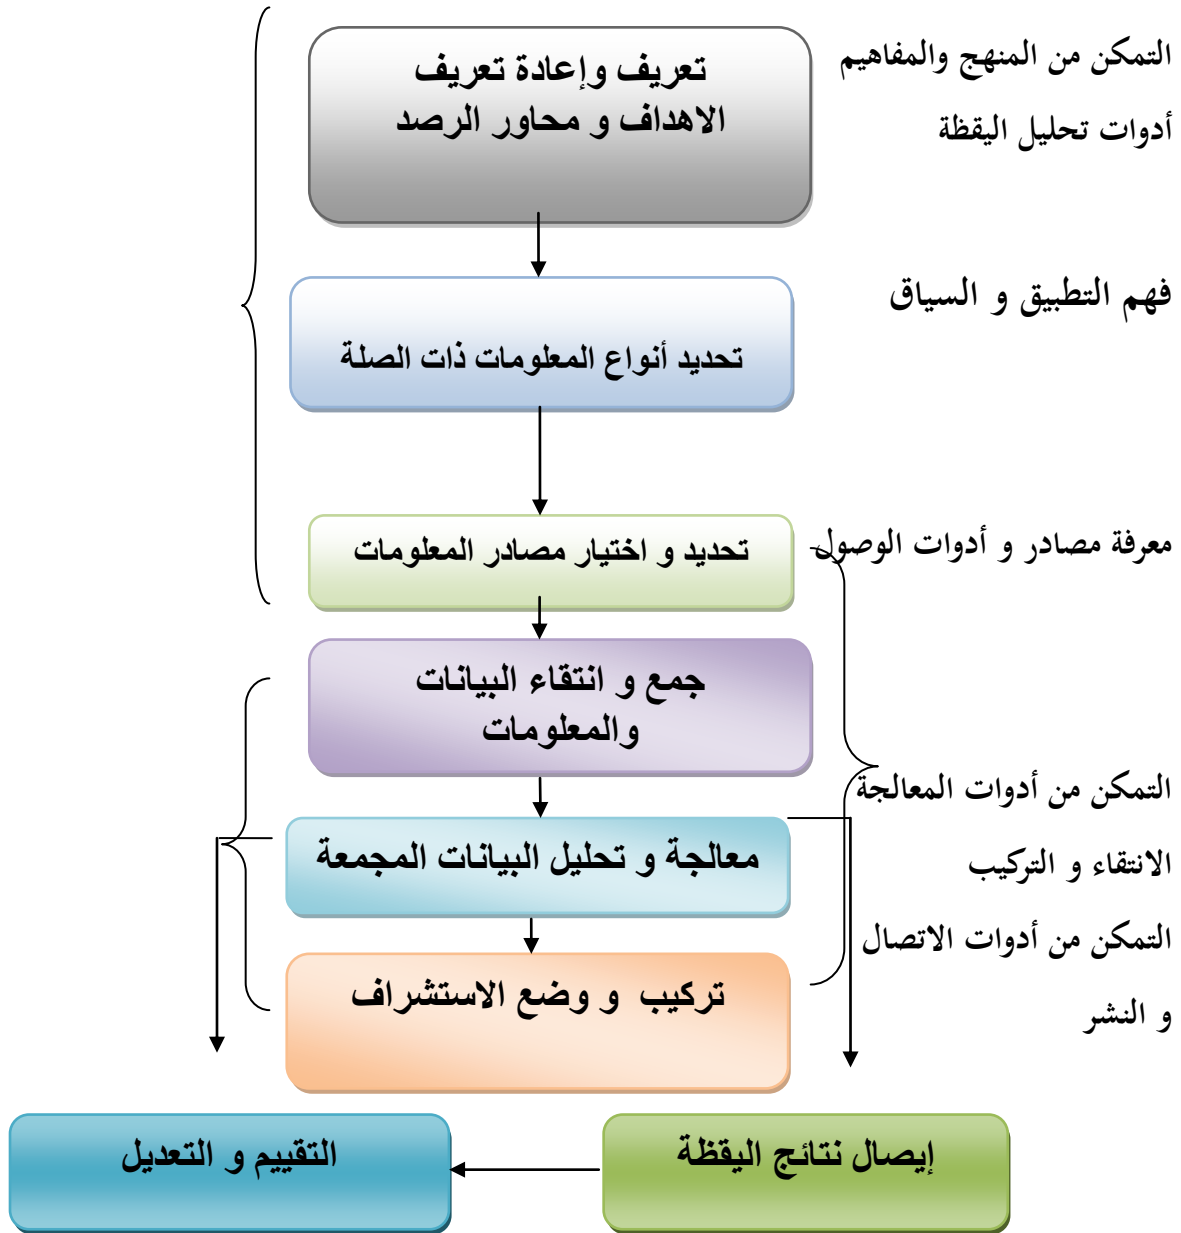 التمكن من المنهج والمفاهيم
أدوات تحليل اليقظة
تعريف وإعادة تعريف
الاهداف و محاور الرصد
فهم التطبيق و السياق
تحديد أنواع المعلومات ذات الصلة
معرفة مصادر و أدوات الوصول
تحديد و اختيار مصادر المعلومات
جمع و انتقاء البيانات
والمعلومات
التمكن من أدوات المعالجة
الانتقاء و التركيب
معالجة و تحليل البيانات المجمعة
التمكن من أدوات الاتصال
و النشر
تركيب و وضع الاستشراف
إيصال نتائج اليقظة
التقييم و التعديل